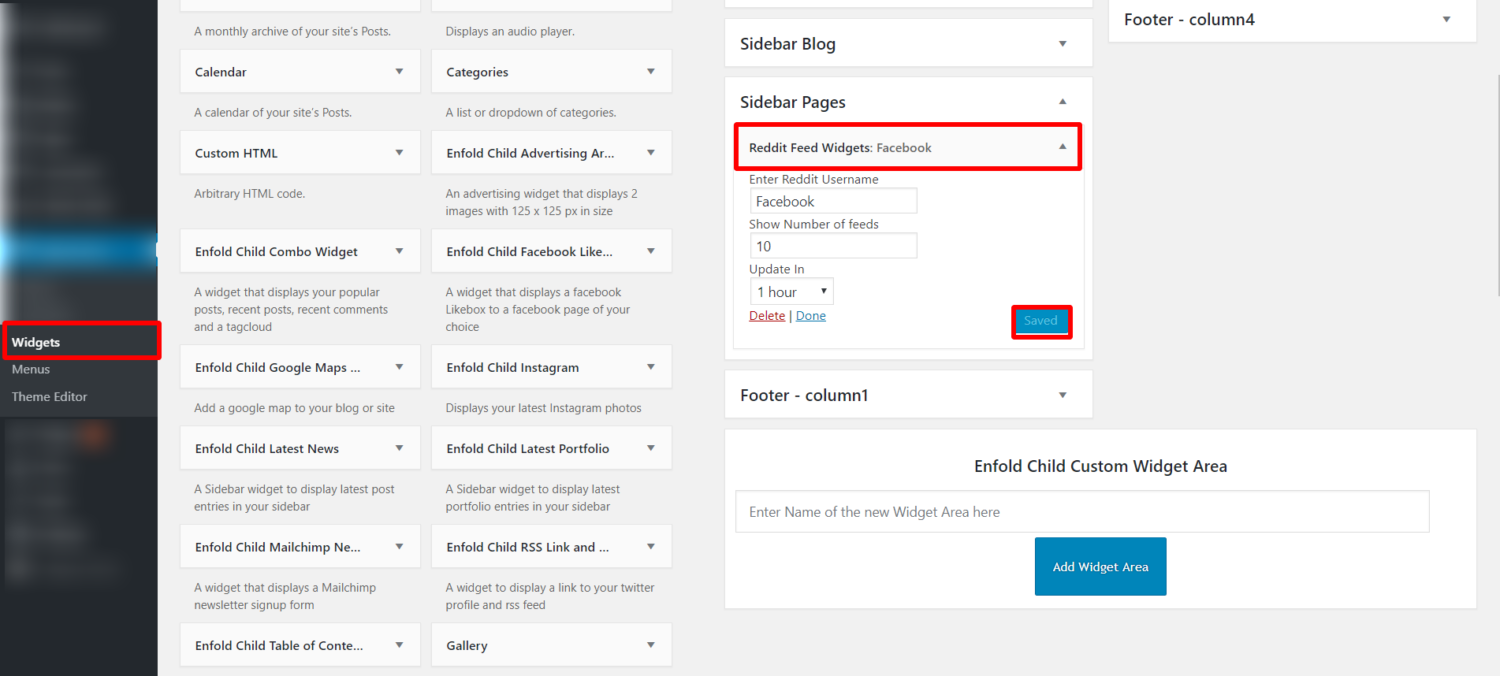 Widgets
Menus
Theme Editor
A monthly archive of your site's Posts.
Calendar
A calendar of your site's Posts.
Custom HTML
Arbitrary HTML code.
Enfold Child Combo Widget
A widget that displays your popular
posts, recent posts, recent comments
and a tagcloud
Enfold Child Google Maps ...
Add a google map to your blog or site
Enfold Child Latest News
A Sidebar widget to display latest post
entries in your sidebar
Enfold Child Mailchimp Ne...
A widget that displays a Mailchimp
newsletter signup form
Enfold Child Table of Conte...
Displays an audio player.
Categories
A list or dropdown of categories.
Enfold Child Advertising Ar...
An advertising widget that displays 2
images with 125 x 125 px in size
Enfold Child Facebook Like...
A widget that displays a facebook
Likebox to a facebook page of your
choice
Enfold Child Instagram
Displays your latest Instagram photos
Enfold Child Latest Portfolio
A Sidebar widget to display latest
portfolio entries in your sidebar
Enfold Child RSS Link and ...
A widget to display a link to your twitter
profile and rss feed
Gallery
Sidebar Blog
Sidebar Pages
Reddit Feed Widgets: Facebook
Enter Reddit Username
Facebook
Show Number of feeds
10
Update In
1 hour
Delete | Done
Saved
Footer - column1
Footer - column4
Enfold Child Custom Widget Area
Enter Name of the new Widget Area here
Add Widget Area